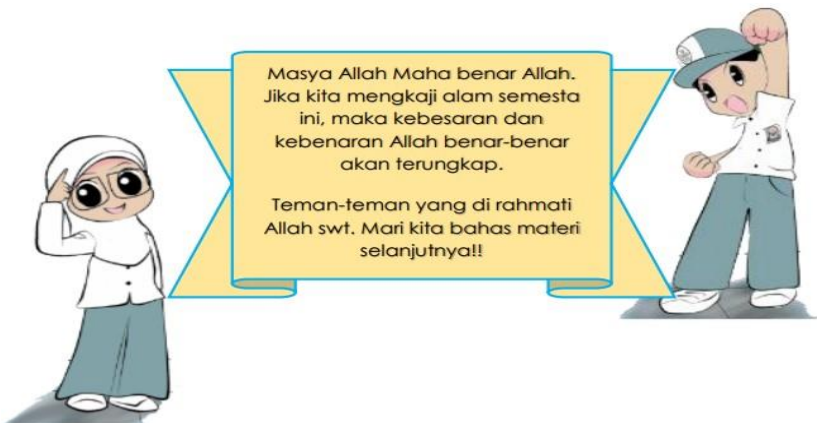 Masya Allah Maha benar Allah.
Jika kita mengkaji alam semesta
ini, maka kebesaran dan
kebenaran Allah benar-benar
akan terungkap.
Teman-teman yang di rahmati
Allah swt. Mari kita bahas materi
selanjutnya!!